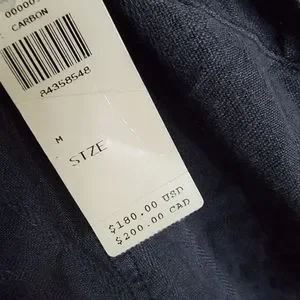 CARBON
84358548
M
SIZE
$180.00 USD
$200.00 CAD